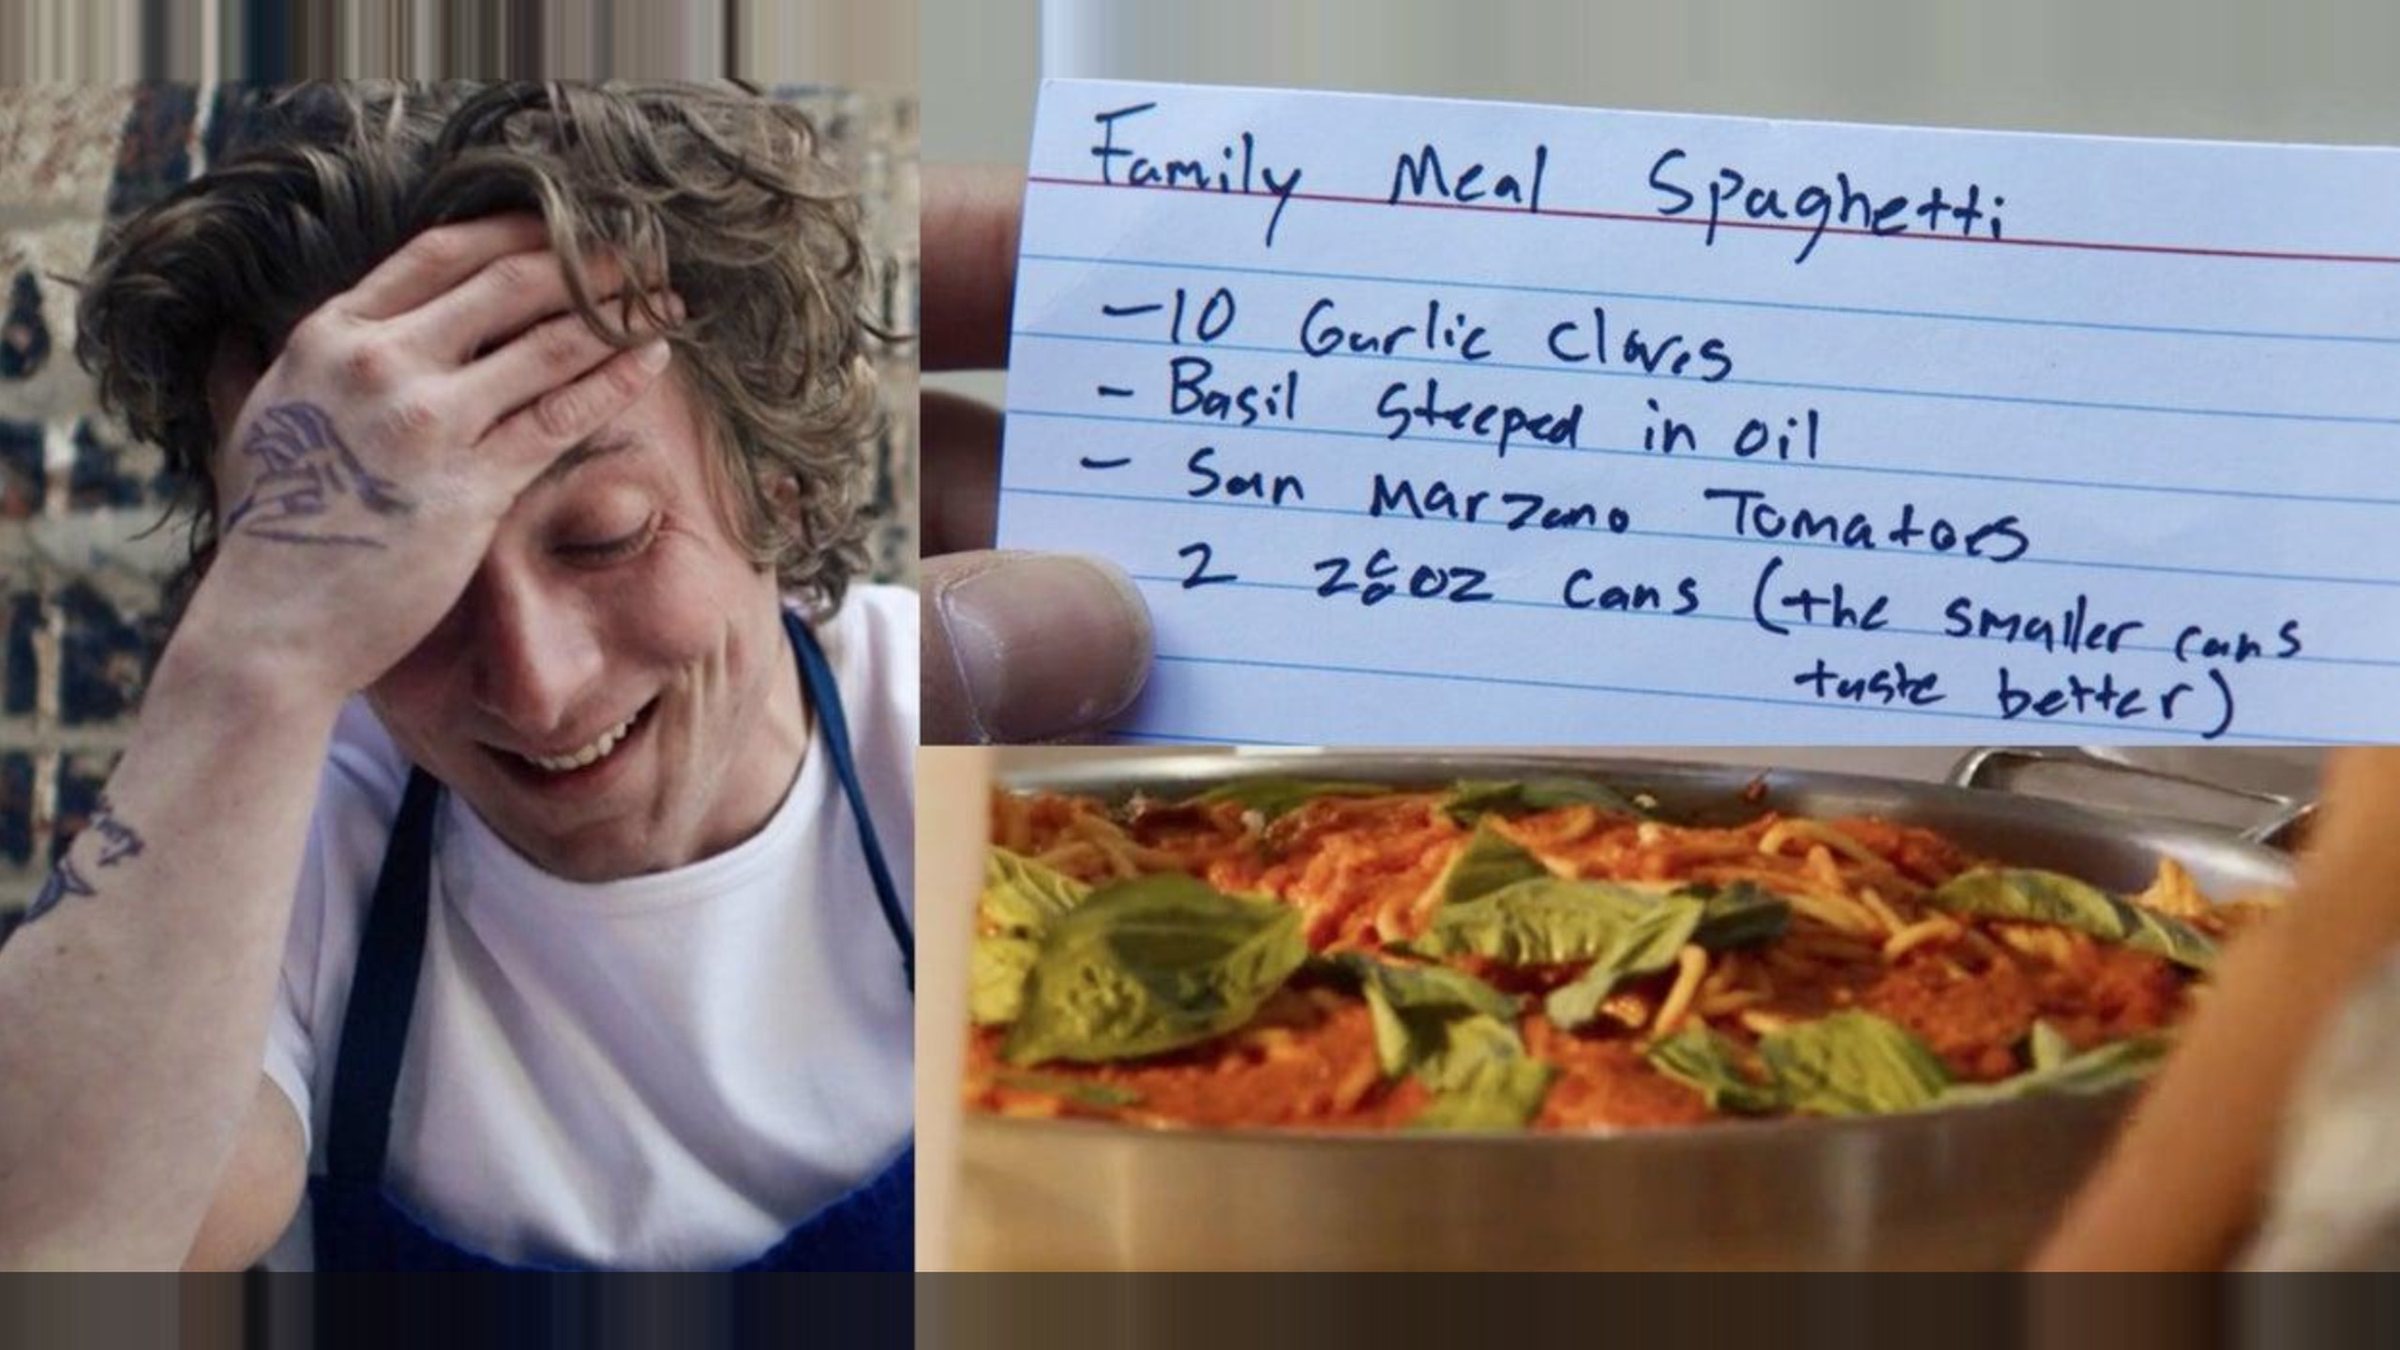 Family Meal Spaghetti
- 10 Garlic Cloves
- Basil Steeped in oil
- San Marzano Tomatoes
2 28oz cans (the smaller cans
taste better)